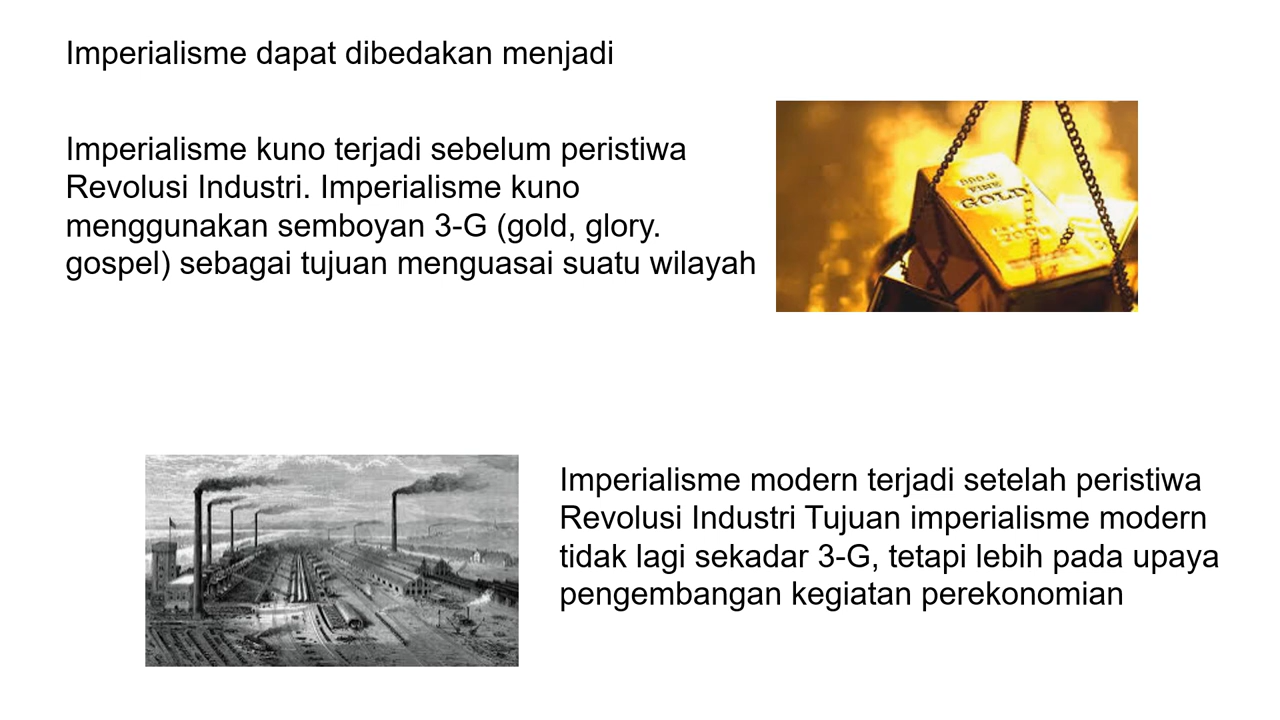 Imperialisme dapat dibedakan menjadi
Imperialisme kuno terjadi sebelum peristiwa
Revolusi Industri. Imperialisme kuno
menggunakan semboyan 3-G (gold, glory.
gospel) sebagai tujuan menguasai suatu wilayah
FINE
GOLD
Imperialisme modern terjadi setelah peristiwa
Revolusi Industri Tujuan imperialisme modern
tidak lagi sekadar 3-G, tetapi lebih pada upaya
pengembangan kegiatan perekonomian